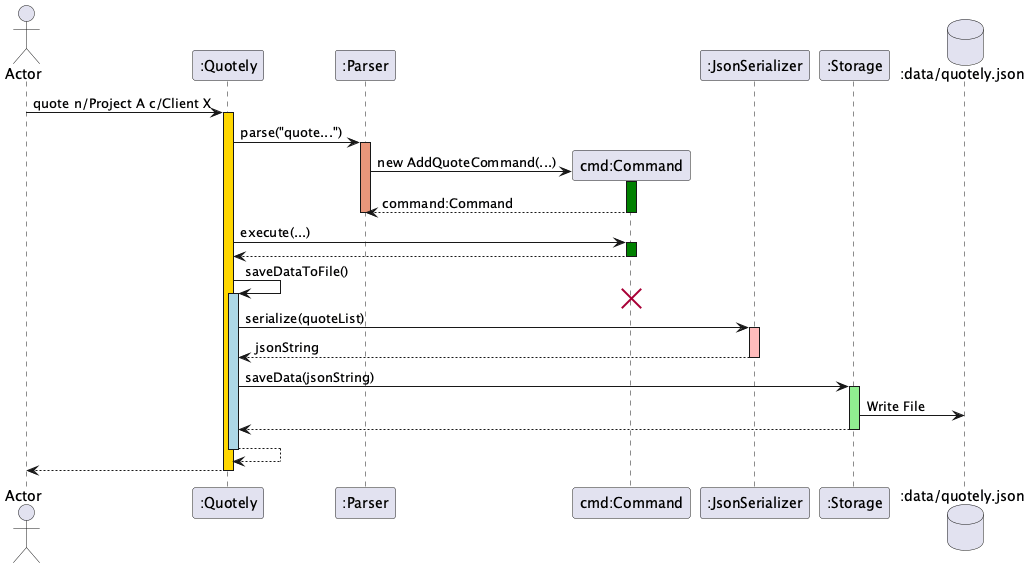 Actor
:Quotely
:Parser
:JsonSerializer
:Storage
:data/quotely.json
quote n/Project A c/Client X
parse("quote...")
new AddQuoteCommand(...)
cmd:Command
command:Command
execute(...)
saveDataToFile()
serialize(quoteList)
jsonString
saveData(jsonString)
Write File
Actor
:Quotely
:Parser
cmd:Command
:JsonSerializer
:Storage
:data/quotely.json